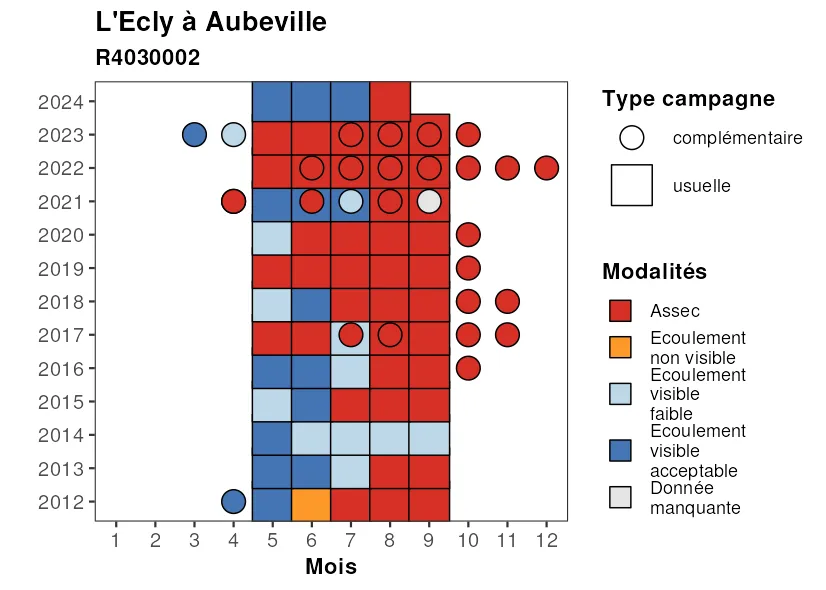 L'Ecly à Aubeville
R4030002
2024
2023
2022
2021
2020
2019
2018
2017
2016
2015
2014
2013
2012
1 2 3 4 5 6 7 8 9 10 11 12
Mois
Type campagne
complémentaire
usuelle
Modalités
Assec
Ecoulement
non visible
Ecoulement
visible
faible
Ecoulement
visible
acceptable
Donnée
manquante